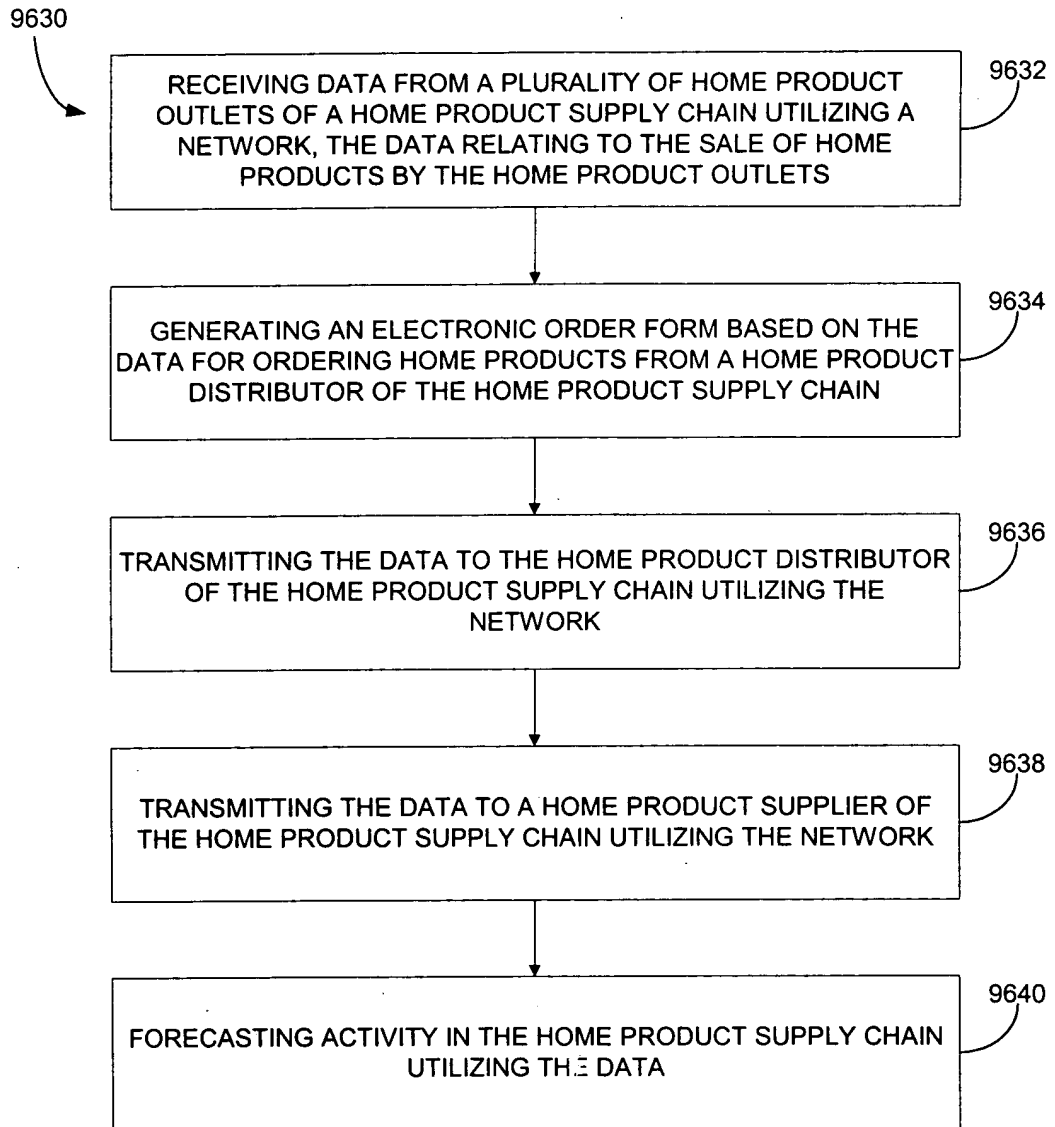 9630
RECEIVING DATA FROM A PLURALITY OF HOME PRODUCT
OUTLETS OF A HOME PRODUCT SUPPLY CHAIN UTILIZING A
NETWORK, THE DATA RELATING TO THE SALE OF HOME
PRODUCTS BY THE HOME PRODUCT OUTLETS
9632
GENERATING AN ELECTRONIC ORDER FORM BASED ON THE
DATA FOR ORDERING HOME PRODUCTS FROM A HOME PRODUCT
DISTRIBUTOR OF THE HOME PRODUCT SUPPLY CHAIN
9634
TRANSMITTING THE DATA TO THE HOME PRODUCT DISTRIBUTOR
OF THE HOME PRODUCT SUPPLY CHAIN UTILIZING THE
NETWORK
9636
TRANSMITTING THE DATA TO A HOME PRODUCT SUPPLIER OF
THE HOME PRODUCT SUPPLY CHAIN UTILIZING THE NETWORK
9638
FORECASTING ACTIVITY IN THE HOME PRODUCT SUPPLY CHAIN
UTILIZING THE DATA
9640